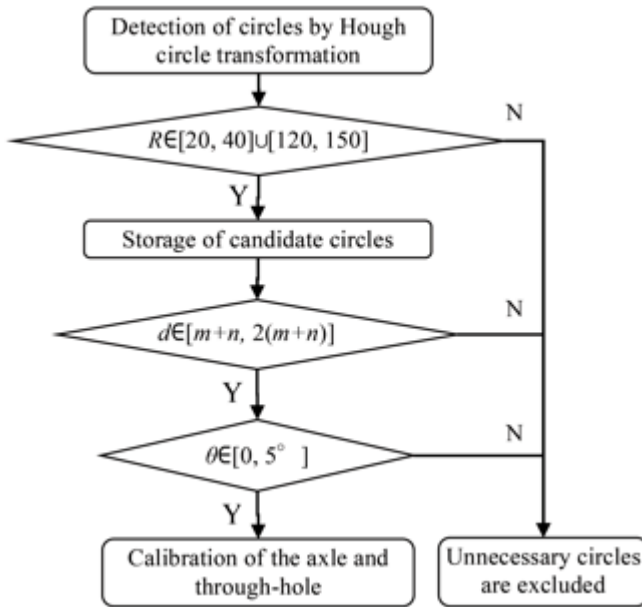 Detection of circles by Hough
circle transformation
N
R∈[20, 40]∪[120, 150]
Y
Storage of candidate circles
N
d∈[m+n, 2(m+n)]
Y
N
θ∈[0, 5° ]
Y
Calibration of the axle and
through-hole
Unnecessary circles
are excluded